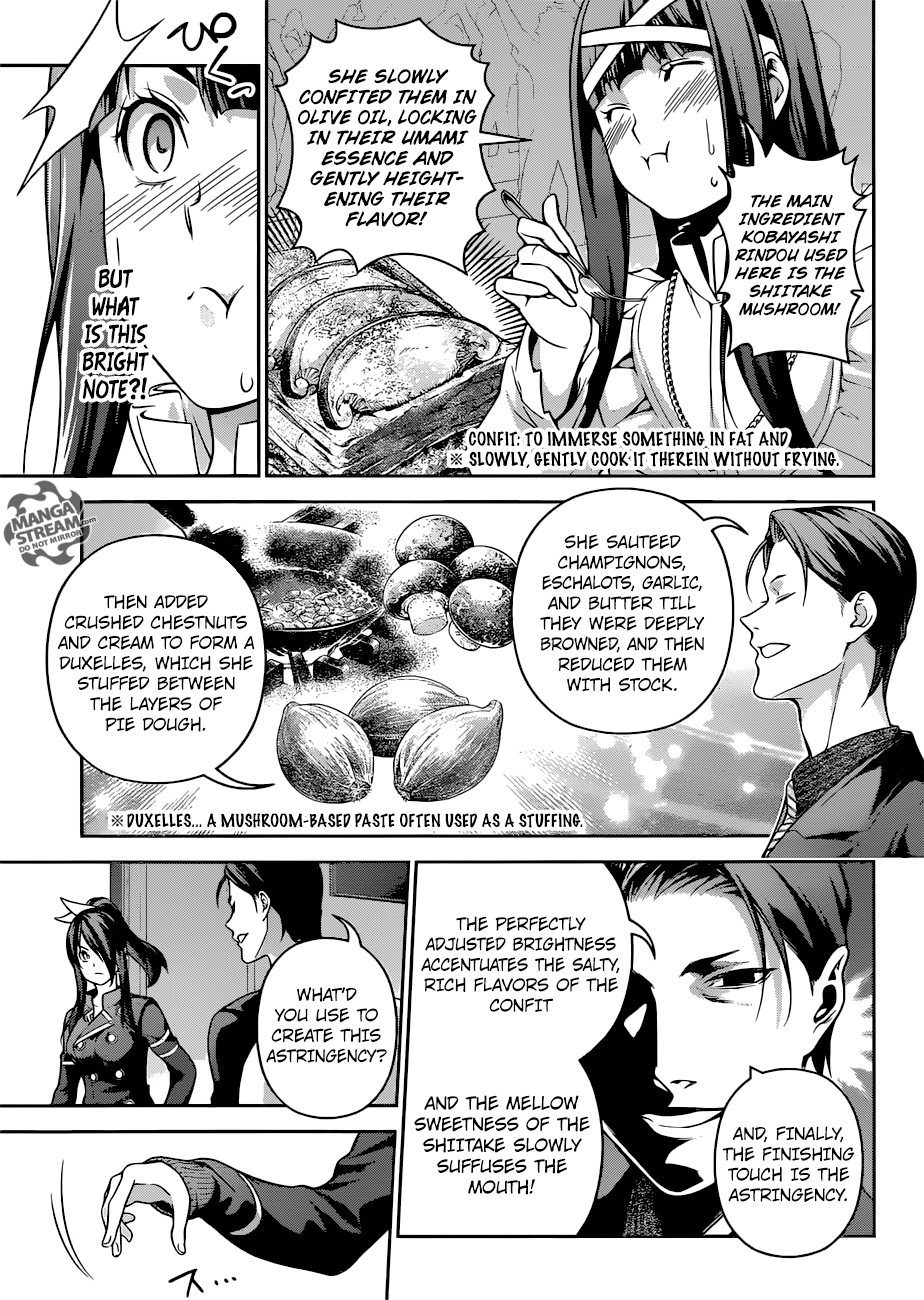 THE MAIN
INGREDIENT
KOBAYASHI
RINDOU USED
HERE IS THE
SHIITAKE
MUSHROOM!
SHE SLOWLY
CONFITED THEM IN
OLIVE OIL, LOCKING
IN THEIR UMAMI
ESSENCE AND
GENTLY HEIGHT-
ENING THEIR
FLAVOR!
CONFIT: TO IMMERSE SOMETHING IN FAT AND
※ SLOWLY, GENTLY COOK IT THEREIN WITHOUT FRYING.
ぴくっ
BUT
WHAT
IS THIS
BRIGHT
NOTE?!
MANGA
STREAM.com
DO NOT MIRROR
SHE SAUTEED
CHAMPIGNONS,
ESCHALOTS, GARLIC,
AND BUTTER TILL
THEY WERE DEEPLY
BROWNED, AND THEN
REDUCED THEM
WITH STOCK.
THEN ADDED
CRUSHED CHESTNUTS
AND CREAM TO FORM A
DUXELLES, WHICH SHE
STUFFED BETWEEN
THE LAYERS OF
PIE DOUGH.
※ DUXELLES... A MUSHROOM-BASED PASTE OFTEN USED AS A STUFFING.
THE PERFECTLY
ADJUSTED BRIGHTNESS
ACCENTUATES THE SALTY,
RICH FLAVORS OF THE
CONFIT
AND THE MELLOW
SWEETNESS OF THE
SHIITAKE SLOWLY
SUFFUSES THE
MOUTH!
AND, FINALLY,
THE FINISHING
TOUCH IS THE
ASTRINGENCY.
WHAT'D
YOU USE TO
CREATE THIS
ASTRINGENCY?
ス…